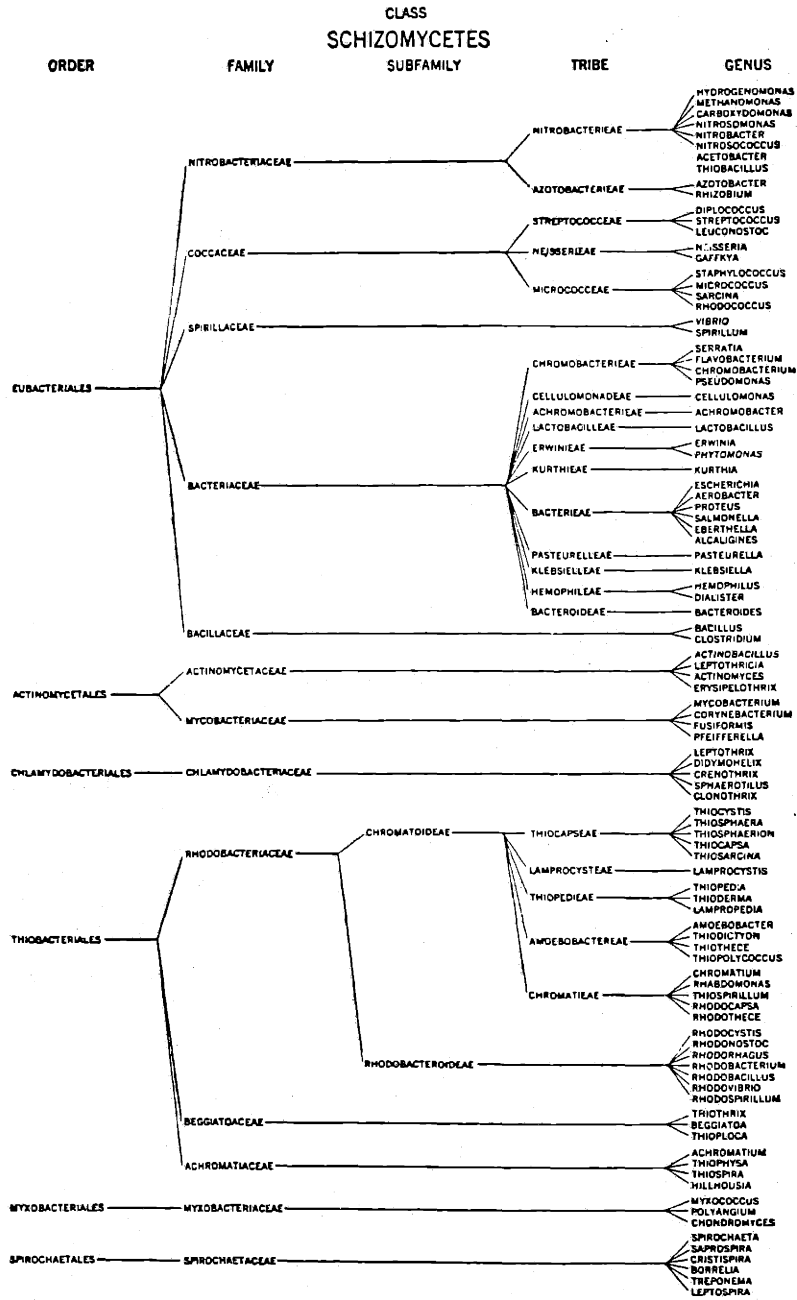 CLASS
SCHIZOMYCETES
ORDER FAMILY SUBFAMILY TRIBE GENUS
HYDROGENOMONAS
METHANOMONAS
CARBOXYDOMONAS
NITROSOMONAS
NITROBACTERIEAE
NITROBACTER
NITROSOCOCCUS
ACETOBACTER
NITROBACTERIACEAE
THIOBACILLUS
AZOTOBACTER
AZOTOBACTERIEAE
RHIZOBIUM
DIPLOCOCCUS
STREPTOCOCCEAE STREPTOCOCCUS
LEUCONOSTOC
NEISSERIA
COCCACEAE NEISSERIEAE
GAFFKYA
STAPHYLOCOCCUS
MICROCOCCUS
MICROCOCCEAE
SARCINA
RHODOCOCCUS
VIBRIO
SPIRILLACEAE
SPIRILLUM
SERRATIA
FLAVOBACTERIUM
CHROMOBACTERIEAE
CHROMOBACTERIUM
PSEUDOMONAS
EUBACTERIALES
CELLULOMONADEAE CELLULOMONAS
ACHROMOBACTERIEAE ACHROMOBACTER
LACTOBACILLEAE LACTOBACILLUS
ERWINIA
ERWINIEAE
PHYTOMONAS
KURTHIEAE KURTHIA
BACTERIACEAE ESCHERICHIA
AEROBACTER
PROTEUS
BACTERIEAE
SALMONELLA
EBERTHELLA
ALCALIGINES
PASTEURELLEAE PASTEURELLA
KLEBSIELLEAE KLEBSIELLA
HEMOPHILUS
HEMOPHILEAE
DIALISTER
BACTEROIDEAE BACTEROIDES
BACILLUS
BACILLACEAE
CLOSTRIDIUM
ACTINOBACILLUS
LEPTOTHRICIA
ACTINOMYCETACEAE
ACTINOMYCES
ERYSIPELOTHRIX
ACTINOMYCETALES
MYCOBACTERIUM
CORYNEBACTERIUM
MYCOBACTERIACEAE
FUSIFORMIS
PFEIFFERELLA
LEPTOTHRIX
DIDYMOHELIX
CHLAMYDOBACTERIALES CHLAMYDOBACTERIACEAE CRENOTHRIX
SPHAEROTILUS
CLONOTHRIX
THIOCYSTIS
THIOSPHAERA
CHROMATOIDEAE THIOCAPSEAE THIOSPHAERION
THIOCAPSA
RHODOBACTERIACEAE THIOSARCINA
LAMPROCYSTEAE LAMPROCYSTIS
THIOPEDIA
THIOPEDIEAE THIODERMA
LAMPROPEDIA
AMOEBOBACTER
THIODICTYON
THIOBACTERIALES AMOEBOBACTEREAE
THIOTHECE
THIOPOLYCOCCUS
CHROMATIUM
RHABDOMONAS
CHROMATIEAE THIOSPIRILLUM
RHODOCAPSA
RHODOTHECE
RHODOCYSTIS
RHODONOSTOC
RHODORHAGUS
RHODOBACTEROIDEAE RHODOBACTERIUM
RHODOBACILLUS
RHODOVIBRIO
RHODOSPIRILLUM
TRIOTHRIX
BEGGIATOACEAE BEGGIATOA
THIOPLOCA
ACHROMATIUM
THIOPHYSA
ACHROMATIACEAE
THIOSPIRA
HILLHOUSIA
MYXOCOCCUS
MYXOBACTERIALES MYXOBACTERIACEAE POLYANGIUM
CHONDROMYCES
SPIROCHAETA
SAPROSPIRA
SPIROCHAETALES SPIROCHAETACEAE CRISTISPIRA
BORRELIA
TREPONEMA
LEPTOSPIRA